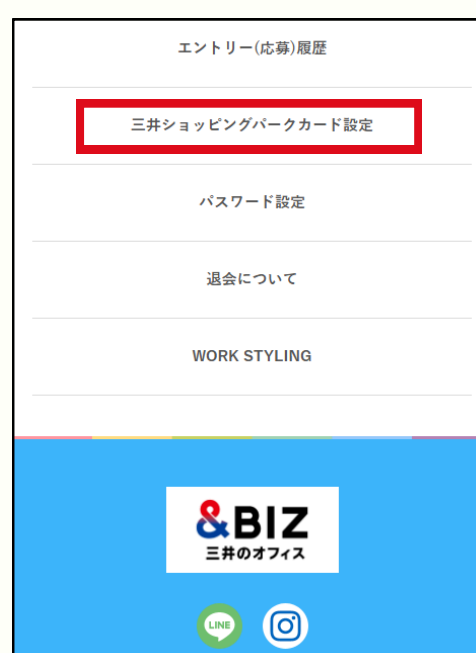 エントリー(応募)履歴
三井ショッピングパークカード設定
パスワード設定
退会について
WORK STYLING
&BIZ
三井のオフィス
LINE